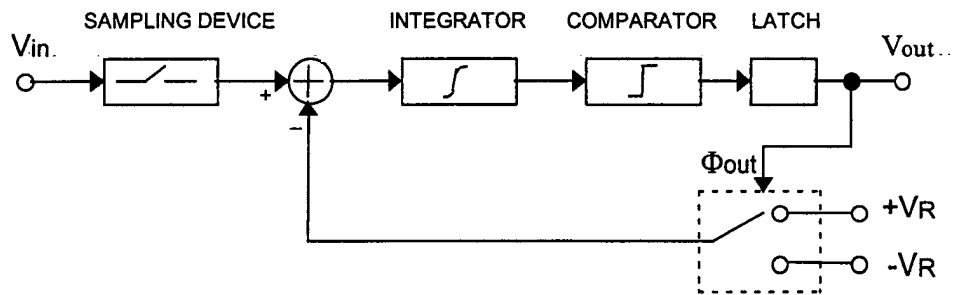 SAMPLING DEVICE INTEGRATOR COMPARATOR LATCH
Vin.
Vout...
+
−
Φout
+VR
-VR